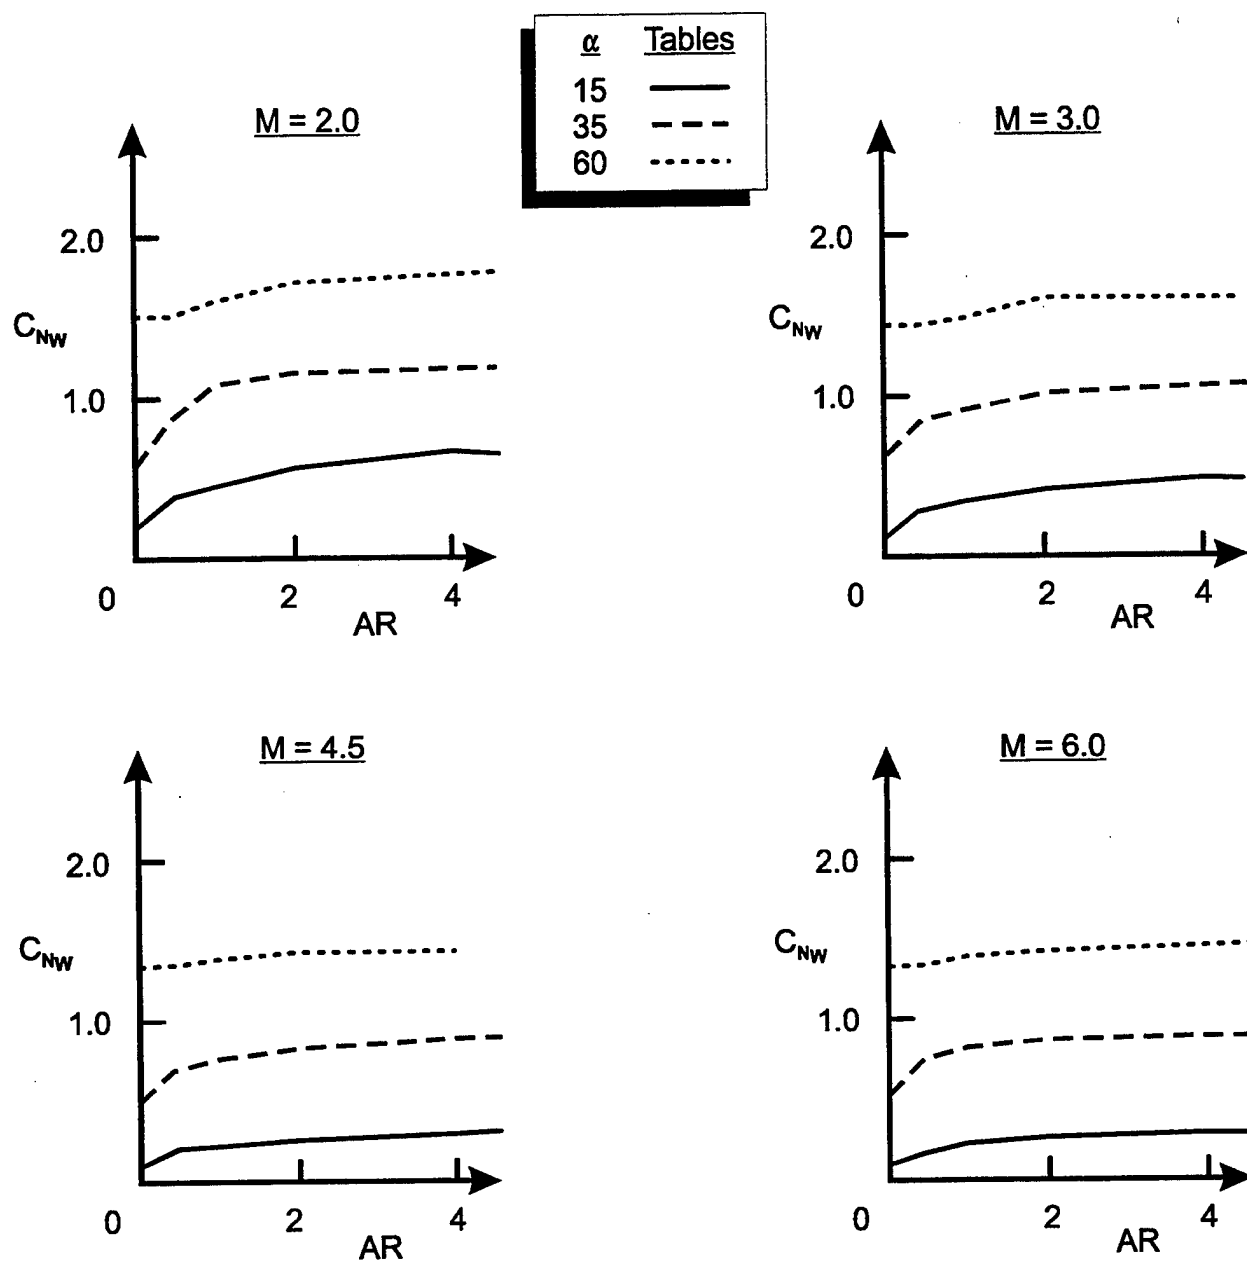 α Tables
15
35
60
M = 2.0
2.0
C_NW
1.0
0 2 4
AR
M = 3.0
2.0
C_NW
1.0
0 2 4
AR
M = 4.5
2.0
C_NW
1.0
0 2 4
AR
M = 6.0
2.0
C_NW
1.0
0 2 4
AR